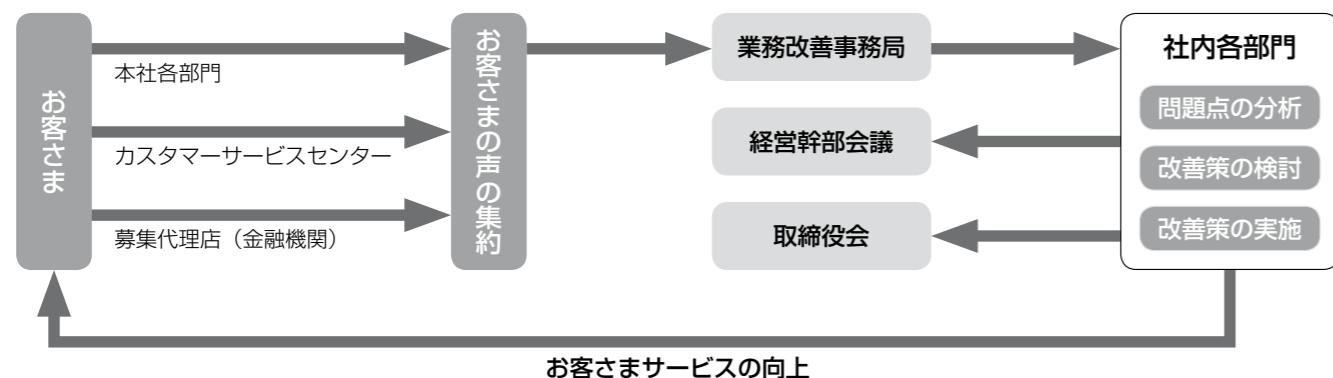 お客さま
本社各部門
カスタマーサービスセンター
募集代理店（金融機関）
お客さまの声の集約
業務改善事務局
経営幹部会議
取締役会
社内各部門
問題点の分析
改善策の検討
改善策の実施
お客さまサービスの向上